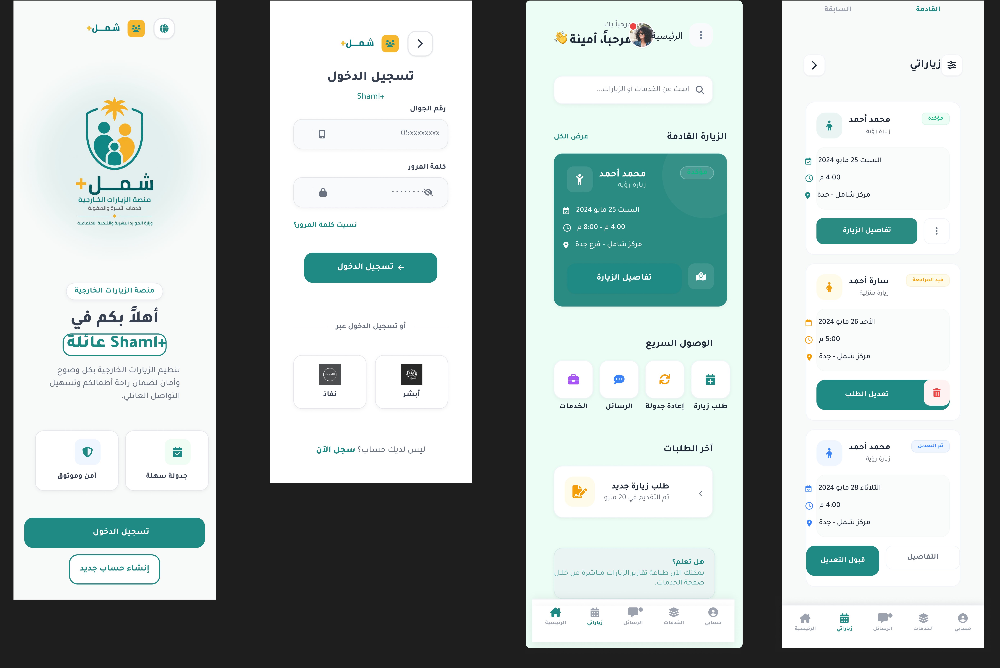 شمـــل+
شـمـــل+
منصة الزيـارات الخـارجية
خدمات الأسرة والطفولة
وزارة الموارد البشرية والتنمية الاجتماعية
منصة الزيارات الخارجية
أهلاً بكم في
عائلة Shaml+
تنظيم الزيارات الخارجية بكل وضوح
وأمان لضمان راحة أطفالكم وتسهيل
التواصل العائلي.
جدولة سهلة
آمن وموثوق
تسجيل الدخول
إنشاء حساب جديد
شمـــل+
تسجيل الدخول
Shaml+
رقم الجوال
05xxxxxxxx
كلمة المرور
••••••••
نسيت كلمة المرور؟
تسجيل الدخول ←
أو تسجيل الدخول عبر
أبشر
نفاذ
ليس لديك حساب؟ سجل الآن
الرئيسية
مرحباً بك
مرحباً، أمينة 👋
ابحث عن الخدمات أو الزيارات...
الزيارة القادمة
عرض الكل
مؤكدة
محمد أحمد
زيارة رؤية
السبت 25 مايو 2024
4:00 م - 8:00 م
مركز شامل - فرع جدة
تفاصيل الزيارة
الوصول السريع
طلب زيارة
إعادة جدولة
الرسائل
الخدمات
آخر الطلبات
طلب زيارة جديد
تم التقديم في 20 مايو
هل تعلم؟
يمكنك الآن طباعة تقارير الزيارات مباشرة من خلال
صفحة الخدمات.
حسابي
الخدمات
الرسائل
زياراتي
الرئيسية
القادمة
السابقة
زياراتي
مؤكدة
محمد أحمد
زيارة رؤية
السبت 25 مايو 2024
4:00 م
مركز شامل - جدة
تفاصيل الزيارة
قيد المراجعة
سارة أحمد
زيارة منزلية
الأحد 26 مايو 2024
5:00 م
مركز شمل - جدة
تعديل الطلب
تم التعديل
محمد أحمد
زيارة رؤية
الثلاثاء 28 مايو 2024
4:00 م
مركز شمل - جدة
التفاصيل
قبول التعديل
حسابي
الخدمات
الرسائل
زياراتي
الرئيسية